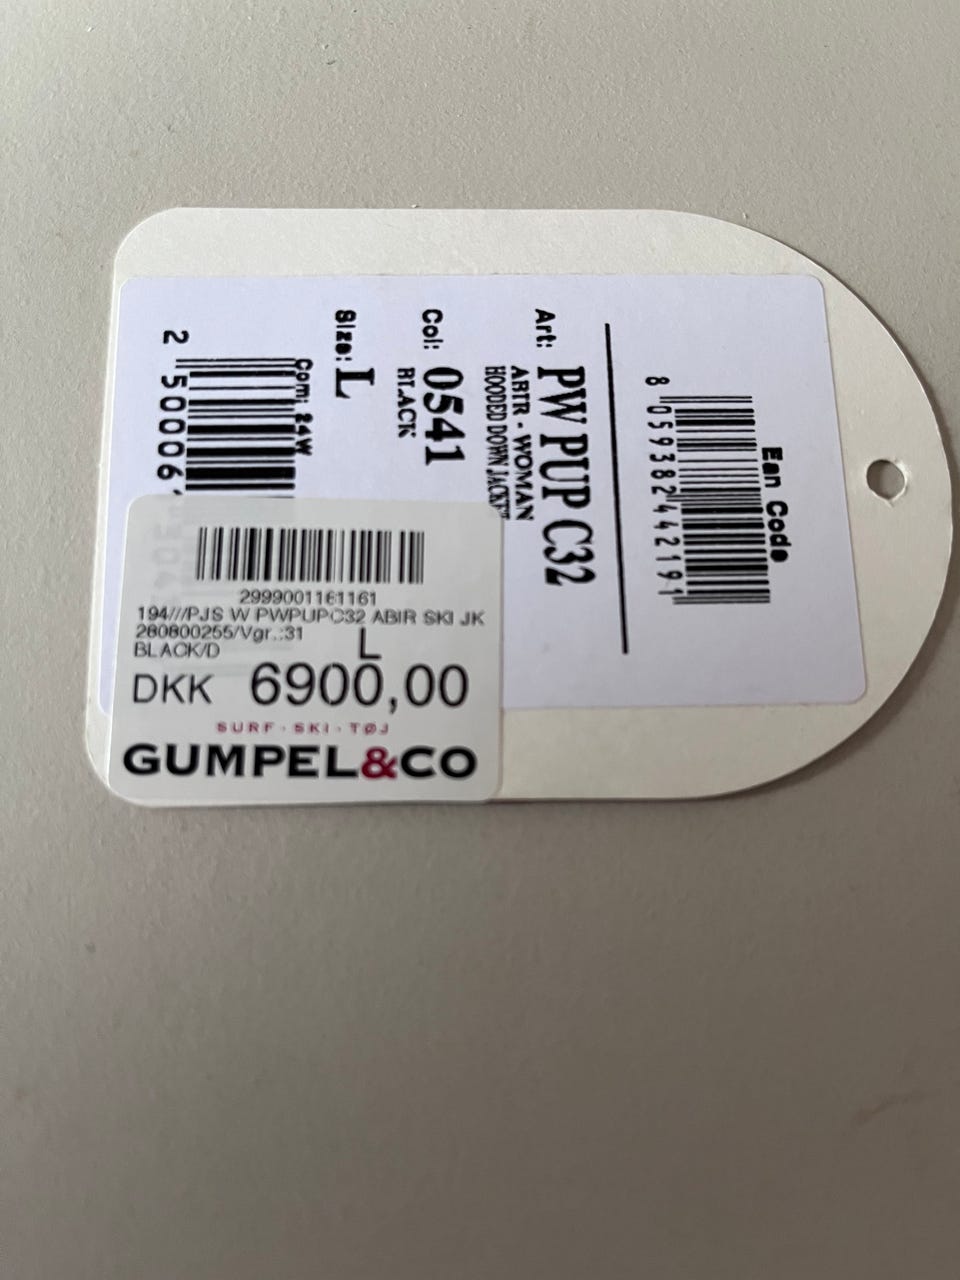 Ean Code
8 059382442191
Art: PW PUP C32
ABIR - WOMAN
HOODED DOWN JACKET
Col: 0541
BLACK
Size: L
Com: 24W
2 50006
2999001161161
194///PJS W PWPUPC32 ABIR SKI JK
280800255/Vgr.:31
BLACK/D L
DKK 6900,00
SURF · SKI · TØJ
GUMPEL&CO